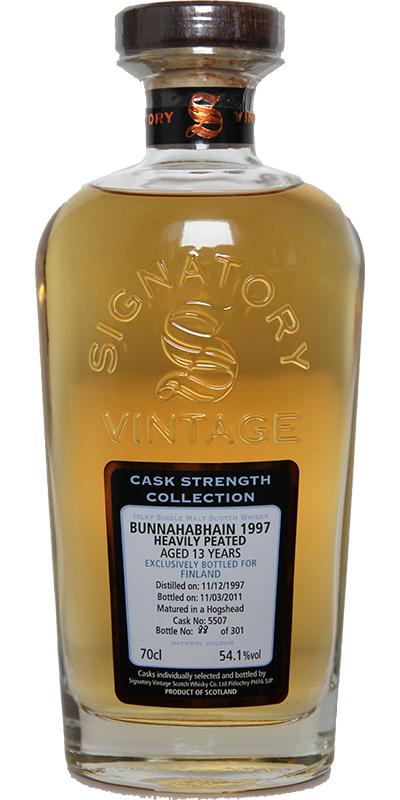 TORY S VIN
SIGNATORY
S
VINTAGE
CASK STRENGTH
COLLECTION
ISLAY SINGLE MALT SCOTCH WHISKY
BUNNAHABHAIN 1997
HEAVILY PEATED
AGED 13 YEARS
EXCLUSIVELY BOTTLED FOR
FINLAND
Distilled on: 11/12/1997
Bottled on: 11/03/2011
Matured in a Hogshead
Cask No: 5507
Bottle No: 88 of 301
NATURAL COLOUR
70cl 54.1%vol
Casks individually selected and bottled by
Signatory Vintage Scotch Whisky Co. Ltd Pitlochry PH16 5JP
PRODUCT OF SCOTLAND